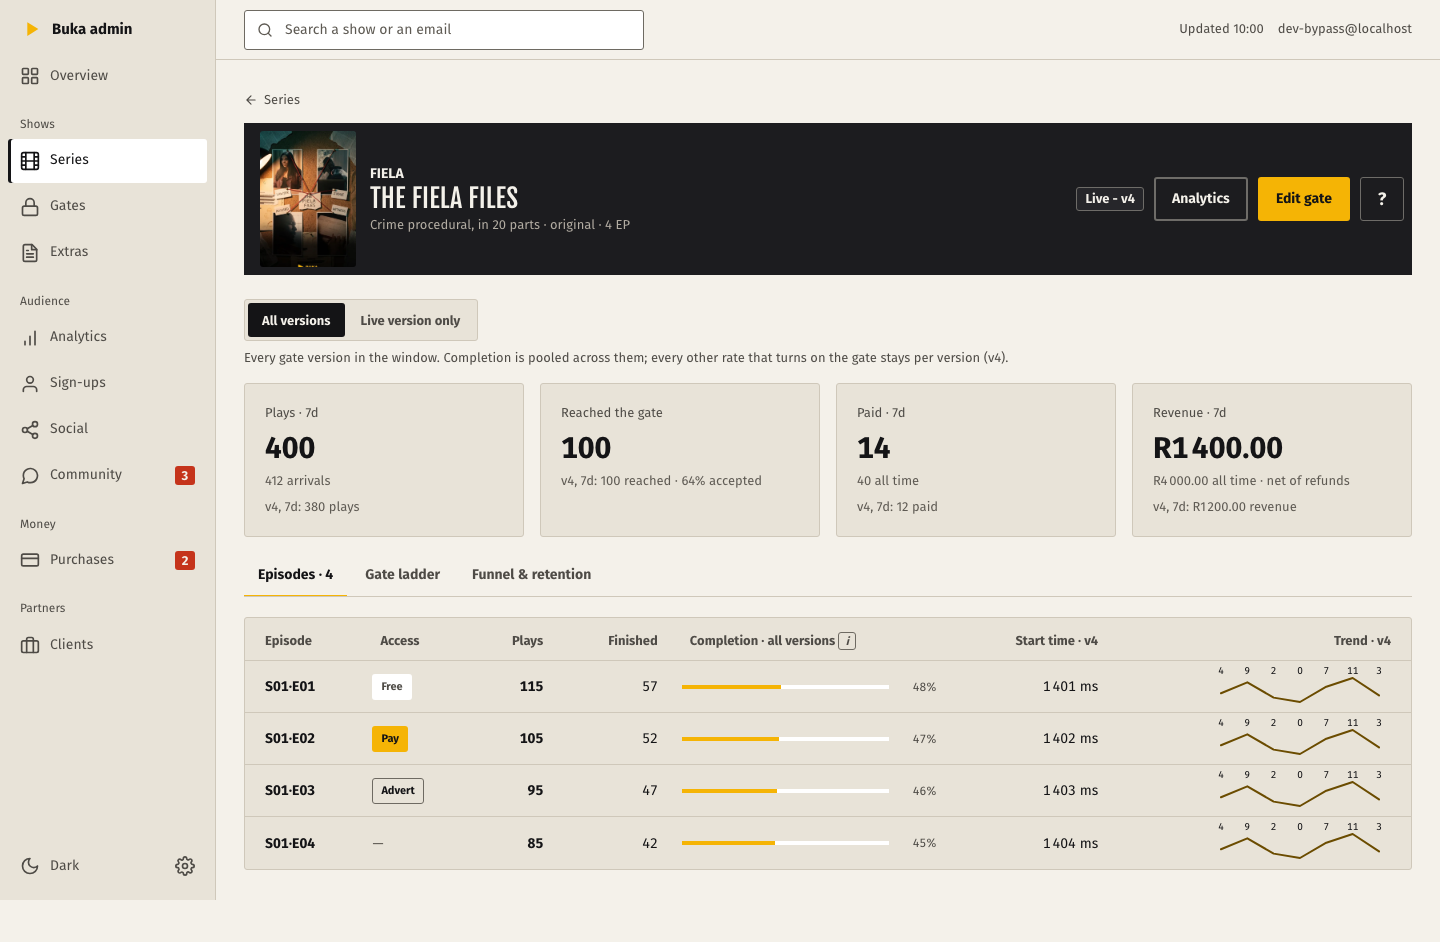 Buka admin
Search a show or an email
Updated 10:00 dev-bypass@localhost
Overview
Shows
Series
Gates
Extras
Audience
Analytics
Sign-ups
Social
Community 3
Money
Purchases 2
Partners
Clients
Dark
← Series
FIELA
THE FIELA FILES
Crime procedural, in 20 parts · original · 4 EP
Live - v4 Analytics Edit gate ?
All versions Live version only
Every gate version in the window. Completion is pooled across them; every other rate that turns on the gate stays per version (v4).
Plays · 7d
400
412 arrivals
v4, 7d: 380 plays
Reached the gate
100
v4, 7d: 100 reached · 64% accepted
Paid · 7d
14
40 all time
v4, 7d: 12 paid
Revenue · 7d
R1 400.00
R4 000.00 all time · net of refunds
v4, 7d: R1 200.00 revenue
Episodes · 4 Gate ladder Funnel & retention
Episode Access Plays Finished Completion · all versions i Start time · v4 Trend · v4
S01·E01 Free 115 57 48% 1 401 ms 4 9 2 0 7 11 3
S01·E02 Pay 105 52 47% 1 402 ms 4 9 2 0 7 11 3
S01·E03 Advert 95 47 46% 1 403 ms 4 9 2 0 7 11 3
S01·E04 — 85 42 45% 1 404 ms 4 9 2 0 7 11 3